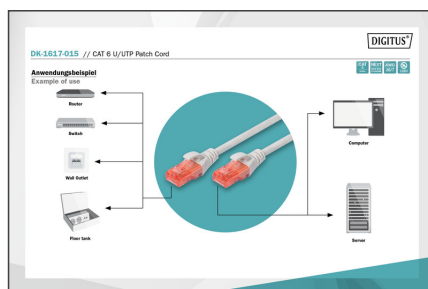 DIGITUS®
DK-1617-015 // CAT 6 U/UTP Patch Cord
Anwendungsbeispiel
Example of use
Router
Switch
Wall Outlet
Floor tank
Computer
Server